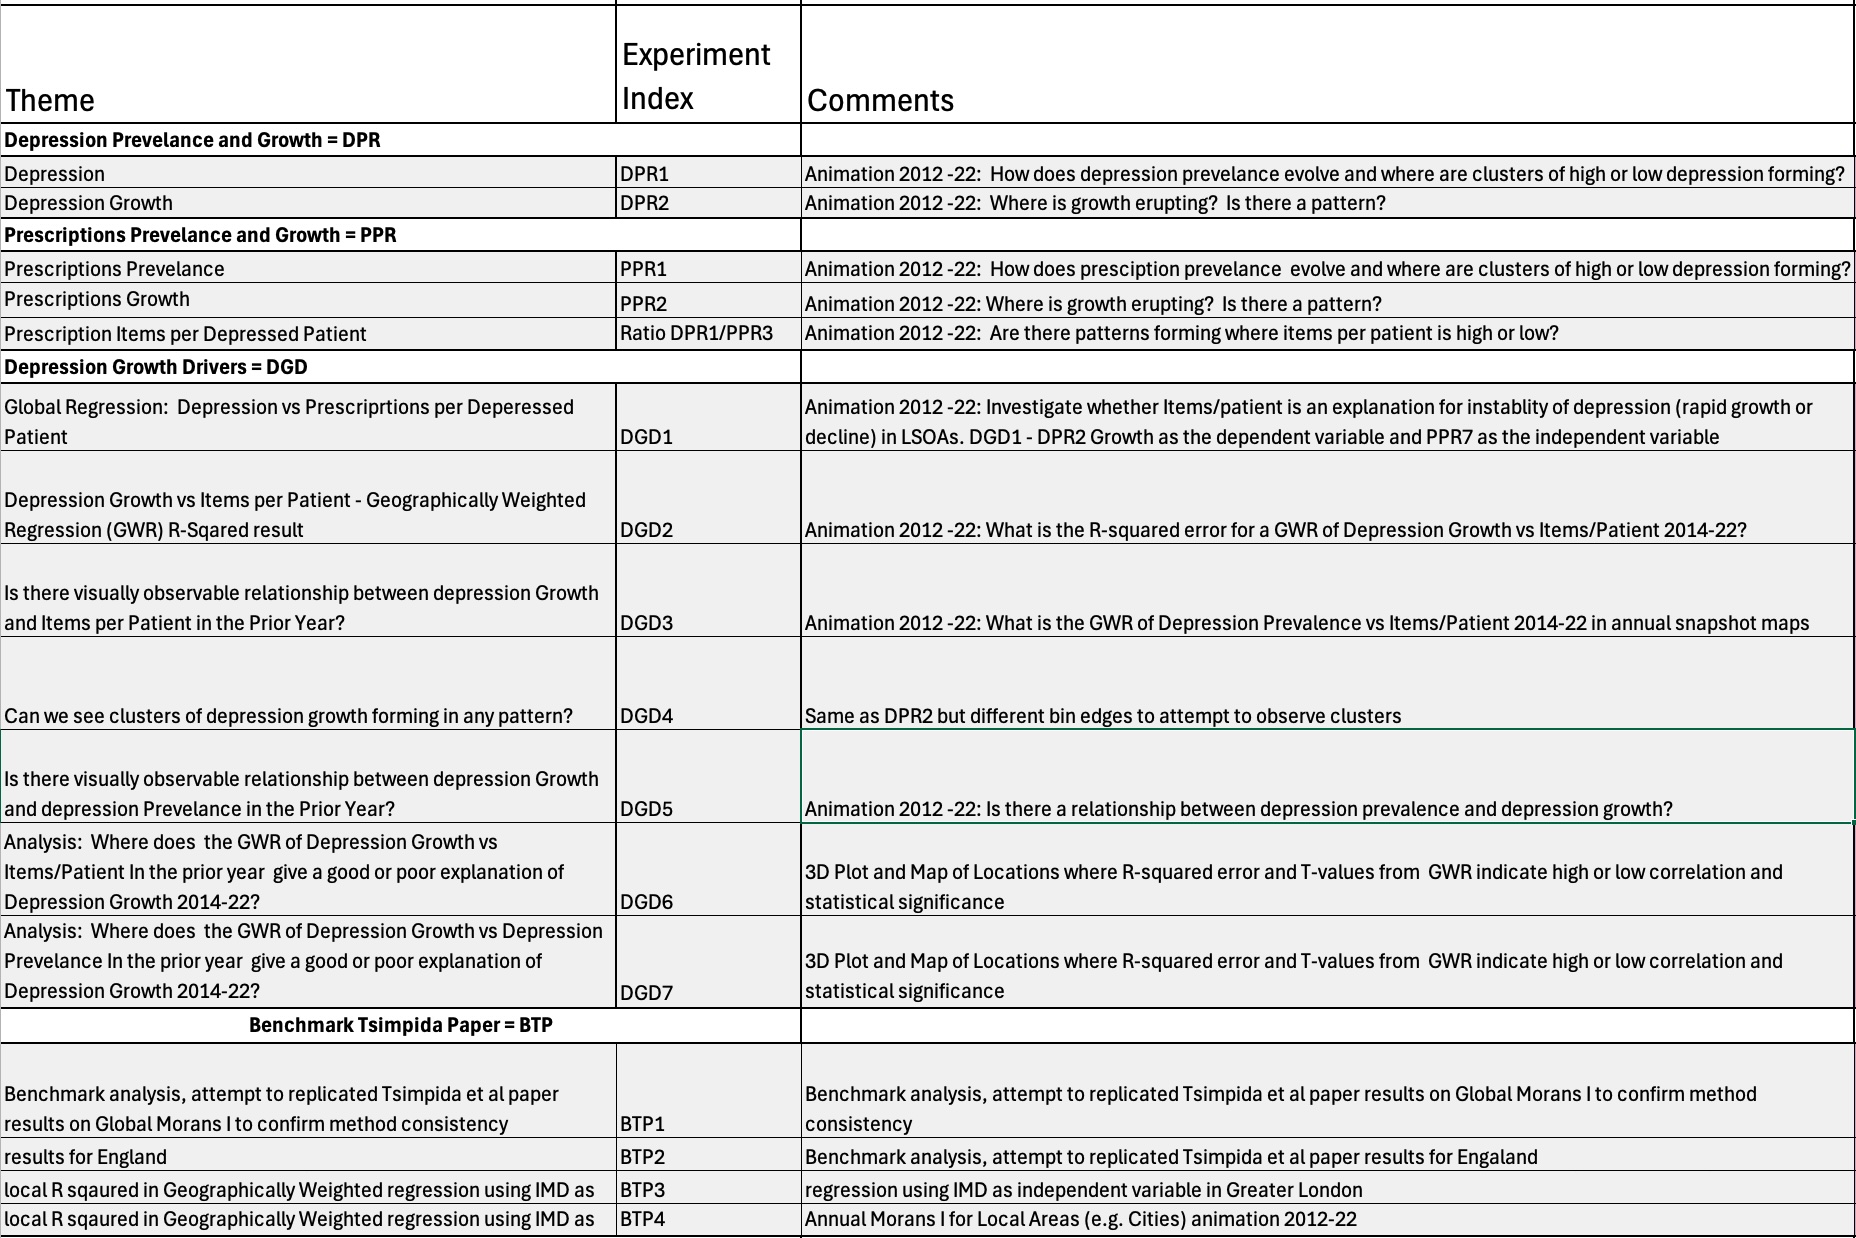 Theme
Experiment
Index
Comments
Depression Prevelance and Growth = DPR
Depression DPR1 Animation 2012 -22:  How does depression prevelance evolve and where are clusters of high or low depression forming?
Depression Growth DPR2 Animation 2012 -22:  Where is growth erupting?  Is there a pattern?
Prescriptions Prevelance and Growth = PPR
Prescriptions Prevelance PPR1 Animation 2012 -22:  How does presciption prevelance  evolve and where are clusters of high or low depression forming?
Prescriptions Growth PPR2 Animation 2012 -22: Where is growth erupting?  Is there a pattern?
Prescription Items per Depressed Patient Ratio DPR1/PPR3 Animation 2012 -22:  Are there patterns forming where items per patient is high or low?
Depression Growth Drivers = DGD
Global Regression:  Depression vs Prescriprtions per Deperessed
Patient
DGD1
Animation 2012 -22: Investigate whether Items/patient is an explanation for instablity of depression (rapid growth or
decline) in LSOAs. DGD1 - DPR2 Growth as the dependent variable and PPR7 as the independent variable
Depression Growth vs Items per Patient - Geographically Weighted
Regression (GWR) R-Sqared result
DGD2
Animation 2012 -22: What is the R-squared error for a GWR of Depression Growth vs Items/Patient 2014-22?
Is there visually observable relationship between depression Growth
and Items per Patient in the Prior Year?
DGD3
Animation 2012 -22: What is the GWR of Depression Prevalence vs Items/Patient 2014-22 in annual snapshot maps
Can we see clusters of depression growth forming in any pattern?
DGD4
Same as DPR2 but different bin edges to attempt to observe clusters
Is there visually observable relationship between depression Growth
and depression Prevelance in the Prior Year?
DGD5
Animation 2012 -22: Is there a relationship between depression prevalence and depression growth?
Analysis:  Where does  the GWR of Depression Growth vs
Items/Patient In the prior year  give a good or poor explanation of
Depression Growth 2014-22?
DGD6
3D Plot and Map of Locations where R-squared error and T-values from  GWR indicate high or low correlation and
statistical significance
Analysis:  Where does  the GWR of Depression Growth vs Depression
Prevelance In the prior year  give a good or poor explanation of
Depression Growth 2014-22?
DGD7
3D Plot and Map of Locations where R-squared error and T-values from  GWR indicate high or low correlation and
statistical significance
Benchmark Tsimpida Paper = BTP
Benchmark analysis, attempt to replicated Tsimpida et al paper
results on Global Morans I to confirm method consistency
BTP1
Benchmark analysis, attempt to replicated Tsimpida et al paper results on Global Morans I to confirm method
consistency
results for England BTP2 Benchmark analysis, attempt to replicated Tsimpida et al paper results for Engaland
local R sqaured in Geographically Weighted regression using IMD as BTP3 regression using IMD as independent variable in Greater London
local R sqaured in Geographically Weighted regression using IMD as BTP4 Annual Morans I for Local Areas (e.g. Cities) animation 2012-22